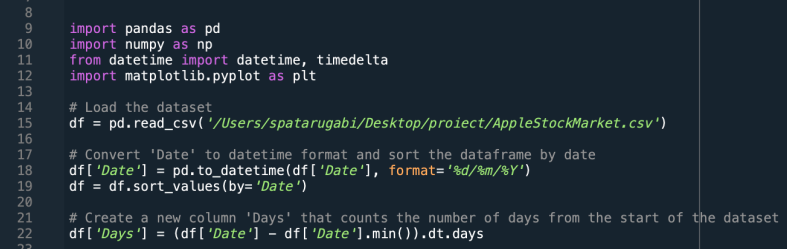 8
9 import pandas as pd
10 import numpy as np
11 from datetime import datetime, timedelta
12 import matplotlib.pyplot as plt
13
14 # Load the dataset
15 df = pd.read_csv('/Users/spatarugabi/Desktop/proiect/AppleStockMarket.csv')
16
17 # Convert 'Date' to datetime format and sort the dataframe by date
18 df['Date'] = pd.to_datetime(df['Date'], format='%d/%m/%Y')
19 df = df.sort_values(by='Date')
20
21 # Create a new column 'Days' that counts the number of days from the start of the dataset
22 df['Days'] = (df['Date'] - df['Date'].min()).dt.days